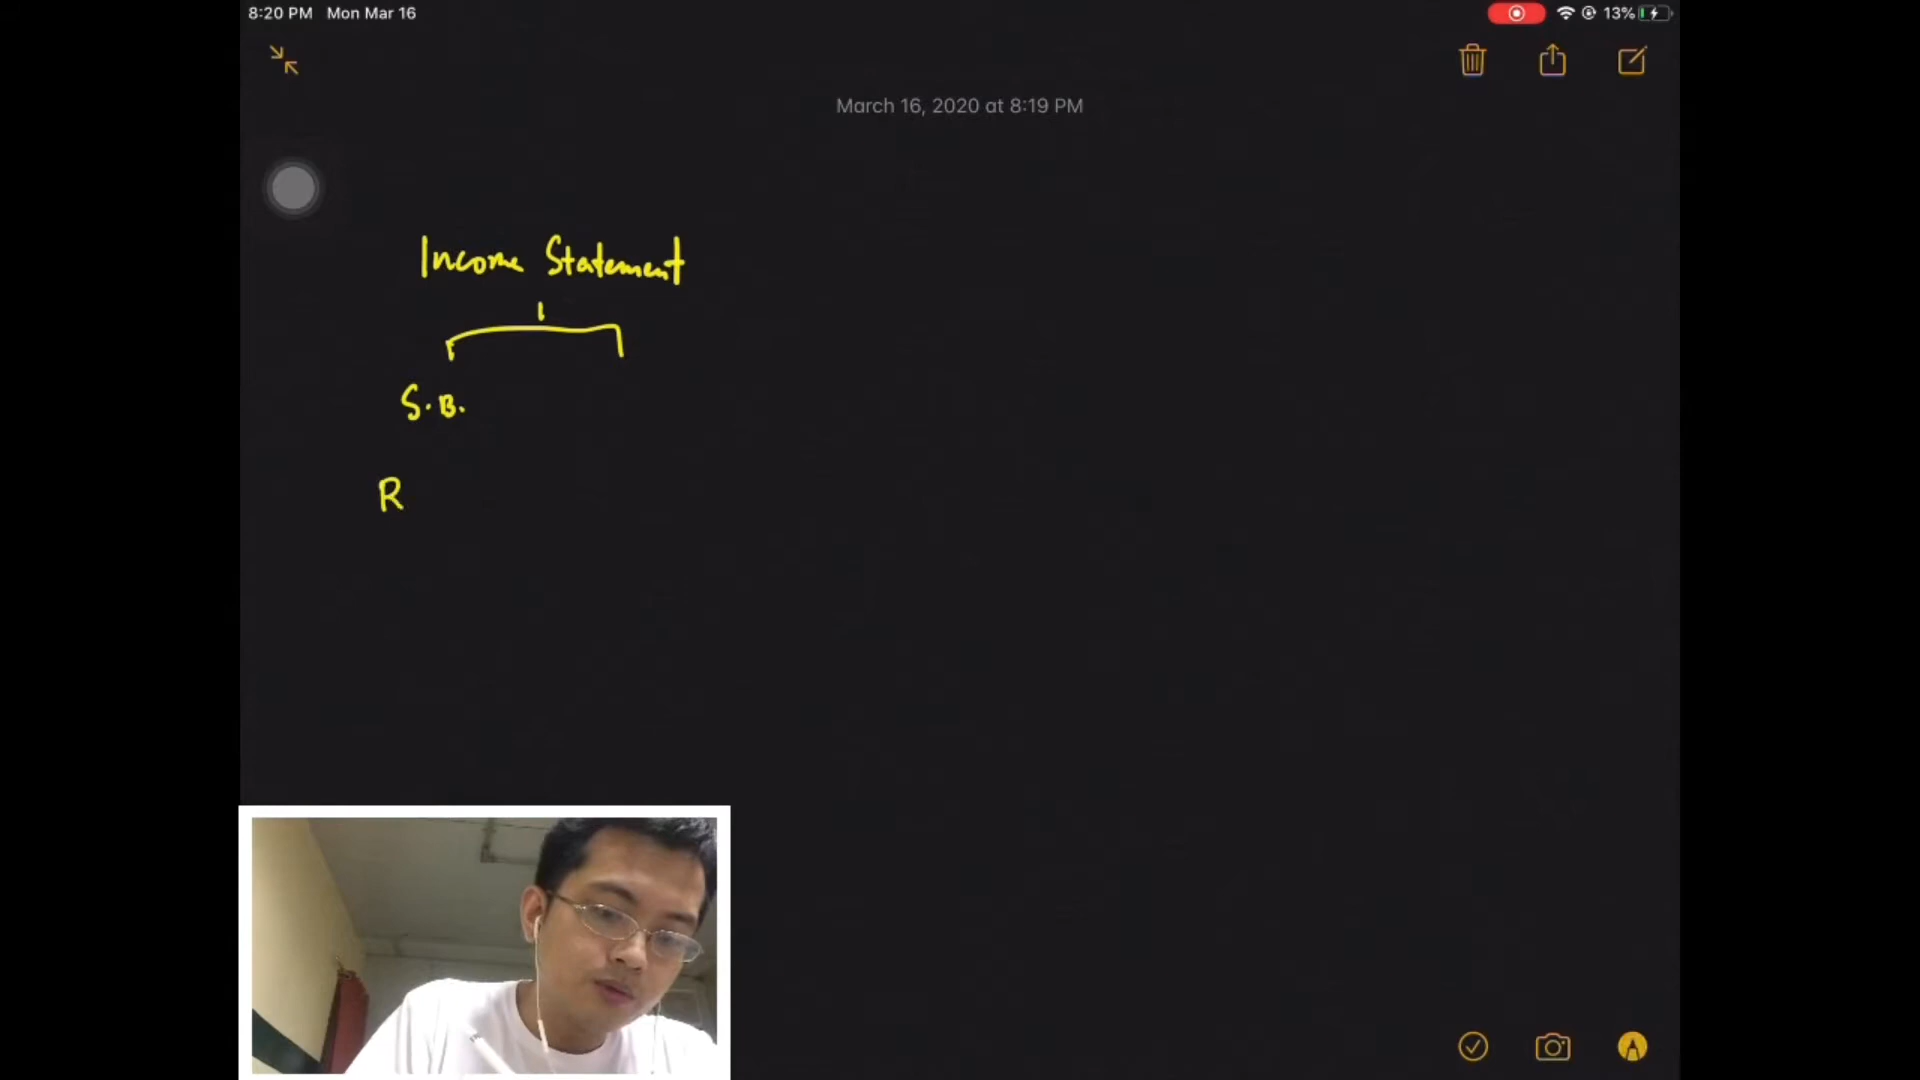 8:20 PM Mon Mar 16
13%
March 16, 2020 at 8:19 PM
Income Statement
S.B.
R